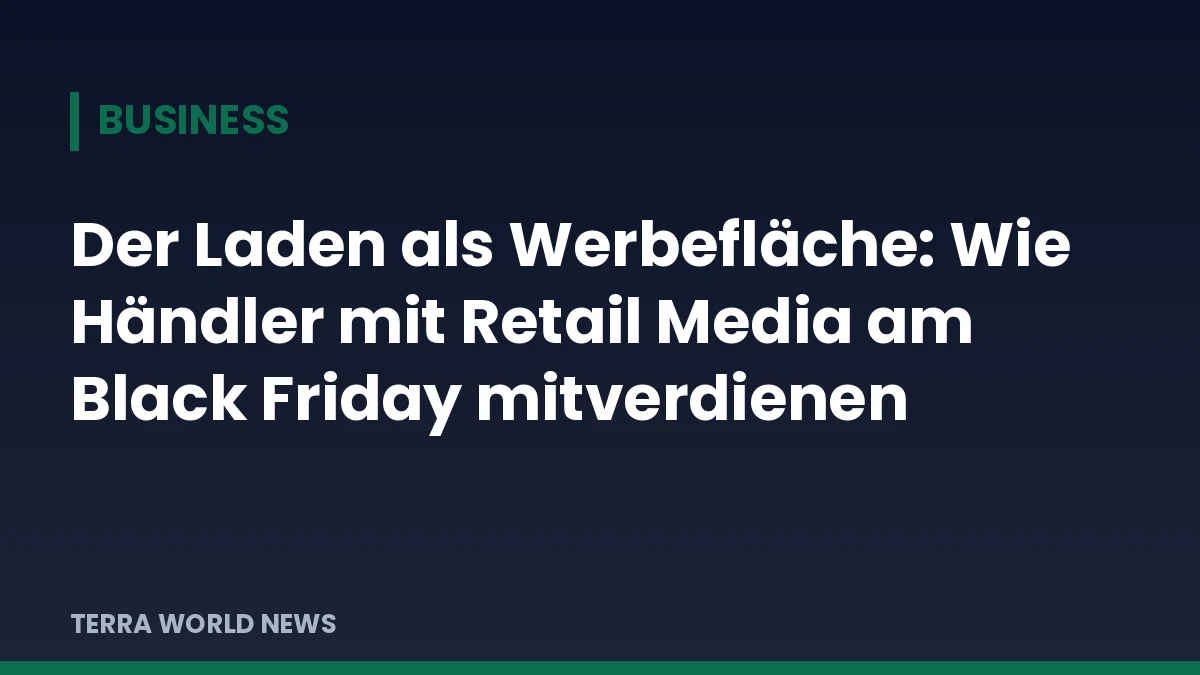 BUSINESS
Der Laden als Werbefläche: Wie
Händler mit Retail Media am
Black Friday mitverdienen
TERRA WORLD NEWS